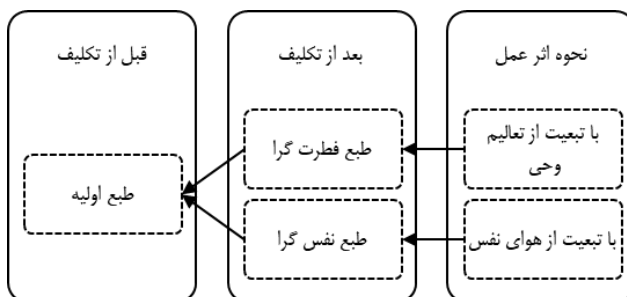 نحوه اثر عمل
با تبعیت از تعالیم
وحی
با تبعیت از هوای نفس
بعد از تکلیف
طبع فطرت گرا
طبع نفس گرا
قبل از تکلیف
طبع اولیه